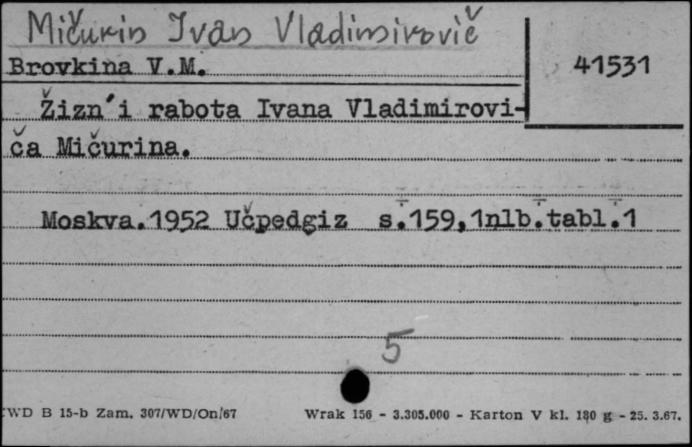 Mičurin Ivan Vladimirovič
Brovkina V.M.
41531
Žizn´i rabota Ivana Vladimirovi-
ča Mičurina.
Moskva.1952 Učpedgiz s.159,1nlb.tabl.1
5
WD B 15-b Zam. 307/WD/On/67
Wrak 156 - 3.305.000 - Karton V kl. 180 g - 25. 3.67.